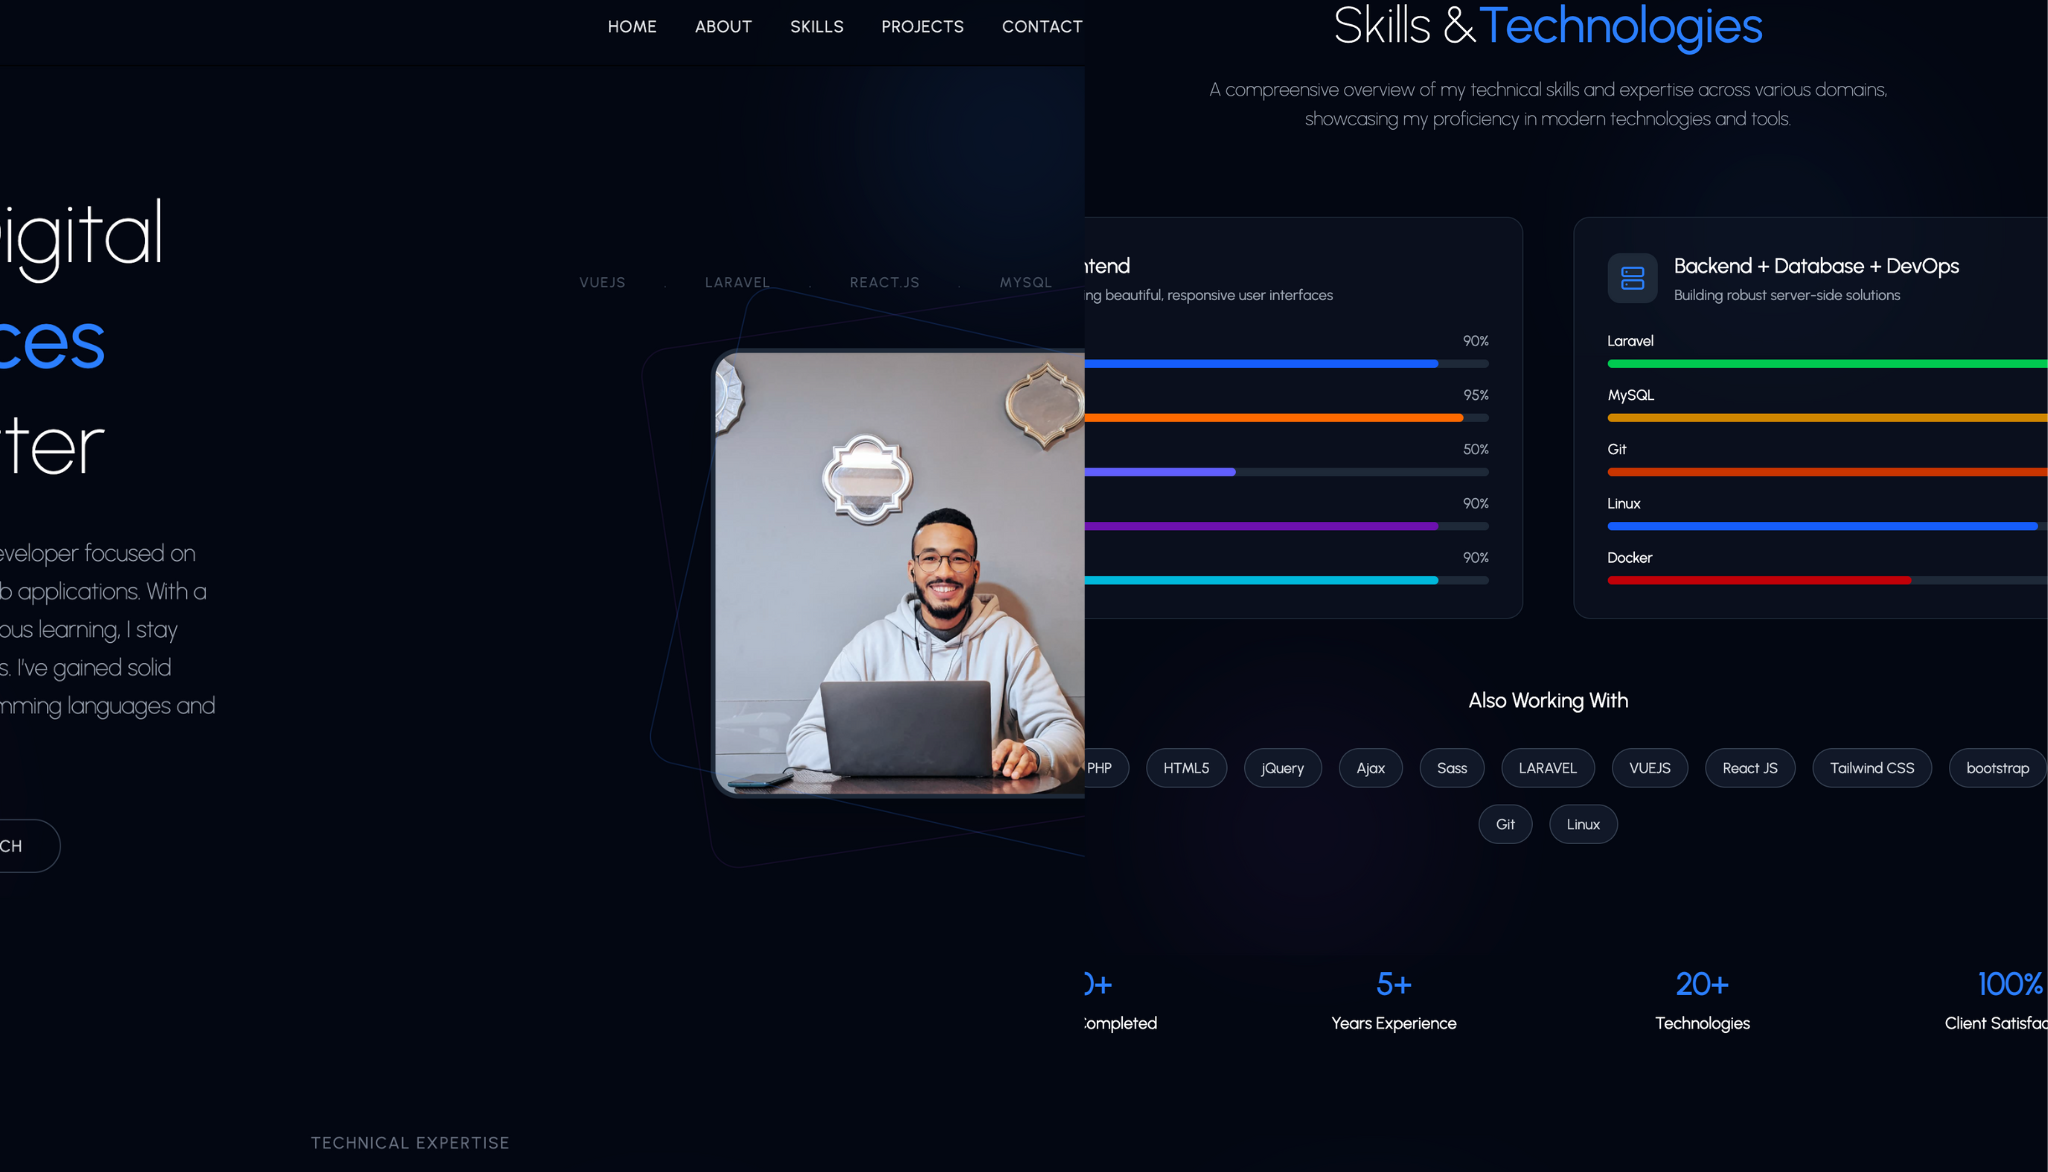 HOME ABOUT SKILLS PROJECTS CONTACT
igital
ces
ter
VUEJS . LARAVEL . REACT.JS . MYSQL
eveloper focused on
b applications. With a
ous learning, I stay
s. I've gained solid
mming languages and
CH
TECHNICAL EXPERTISE
Skills & Technologies
A compreensive overview of my technical skills and expertise across various domains,
showcasing my proficiency in modern technologies and tools.
ntend
ing beautiful, responsive user interfaces
90%
95%
50%
90%
90%
Backend + Database + DevOps
Building robust server-side solutions
Laravel
MySQL
Git
Linux
Docker
Also Working With
PHP HTML5 jQuery Ajax Sass LARAVEL VUEJS React JS Tailwind CSS bootstrap
Git Linux
0+
Completed
5+
Years Experience
20+
Technologies
100%
Client Satisfac